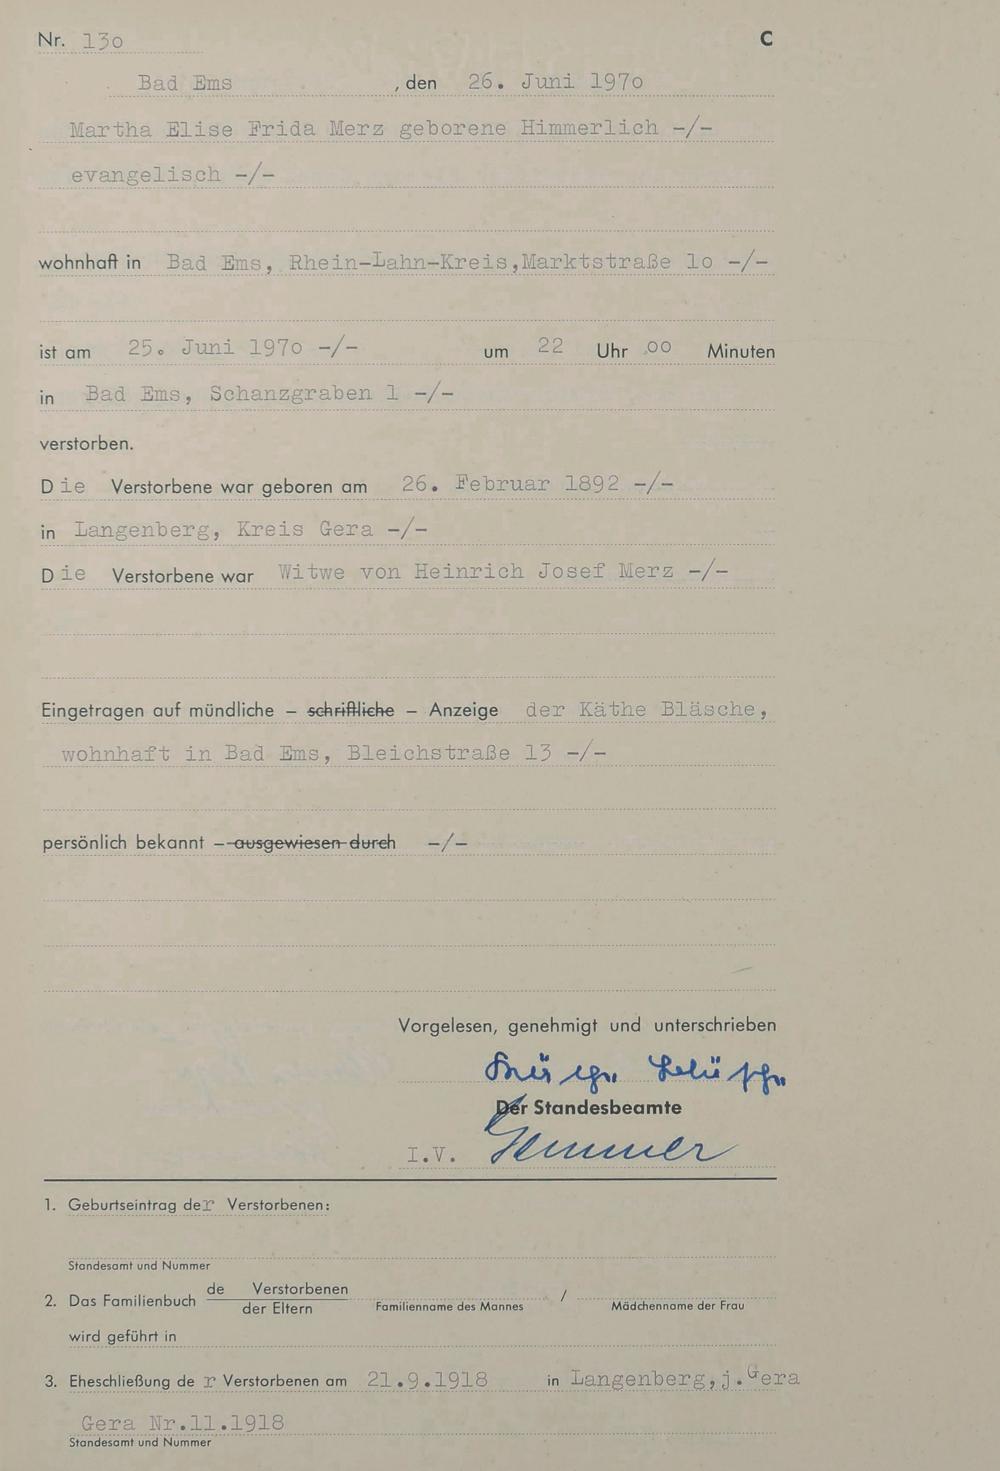 Nr. 13o C
Bad Ems , den 26. Juni 197o
Martha Elise Frida Merz geborene Himmerlich -/-
evangelisch -/-
wohnhaft in Bad Ems, Rhein-Lahn-Kreis,Marktstraße 1o -/-
ist am 25. Juni 197o -/- um 22 Uhr oo Minuten
in Bad Ems, Schanzgraben 1 -/-
verstorben.
Die Verstorbene war geboren am 26. Februar 1892 -/-
in Langenberg, Kreis Gera -/-
Die Verstorbene war Witwe von Heinrich Josef Merz -/-
Eingetragen auf mündliche – schriftliche – Anzeige der Käthe Bläsche,
wohnhaft in Bad Ems, Bleichstraße 13 -/-
persönlich bekannt – ausgewiesen durch -/-
Vorgelesen, genehmigt und unterschrieben
Der Standesbeamte
I.V.
1. Geburtseintrag der Verstorbenen:
Standesamt und Nummer
2. Das Familienbuch de Verstorbenen / der Eltern /
Familienname des Mannes Mädchenname der Frau
wird geführt in
3. Eheschließung der Verstorbenen am 21.9.1918 in Langenberg,j.Gera
Gera Nr.11.1918
Standesamt und Nummer